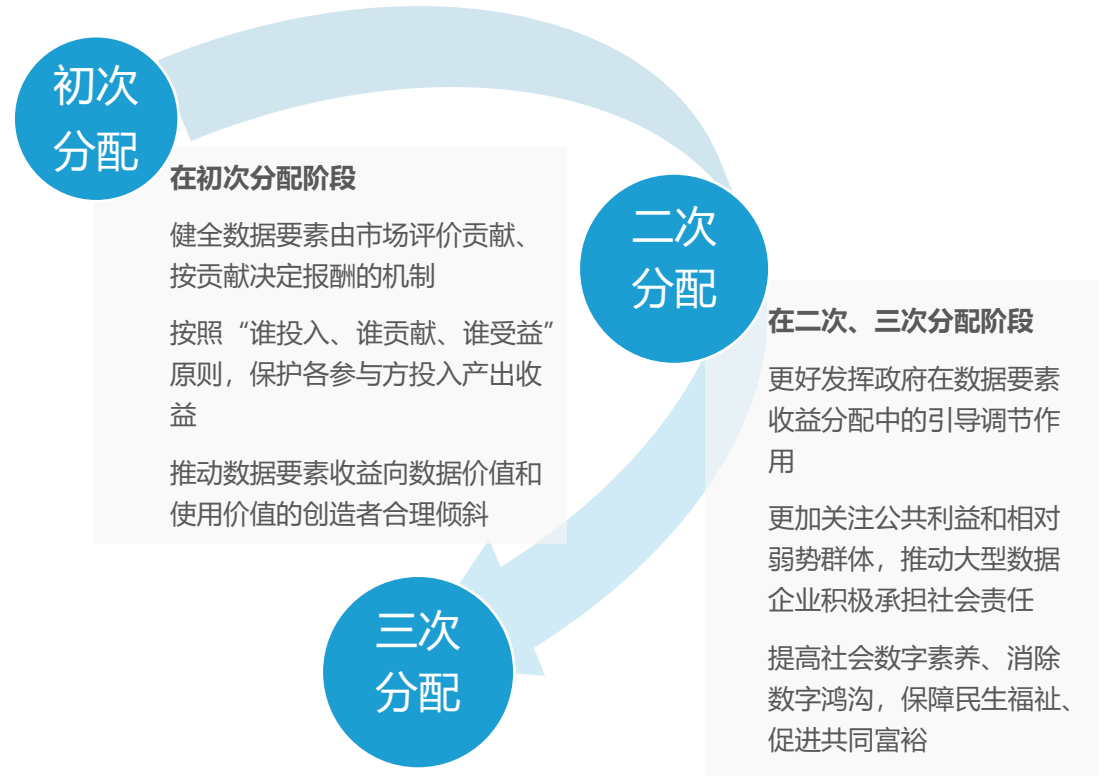 初次
分配
在初次分配阶段
健全数据要素由市场评价贡献、
按贡献决定报酬的机制
按照“谁投入、谁贡献、谁受益”
原则，保护各参与方投入产出收
益
推动数据要素收益向数据价值和
使用价值的创造者合理倾斜
二次
分配
在二次、三次分配阶段
更好发挥政府在数据要素
收益分配中的引导调节作
用
更加关注公共利益和相对
弱势群体，推动大型数据
企业积极承担社会责任
提高社会数字素养、消除
数字鸿沟，保障民生福祉、
促进共同富裕
三次
分配